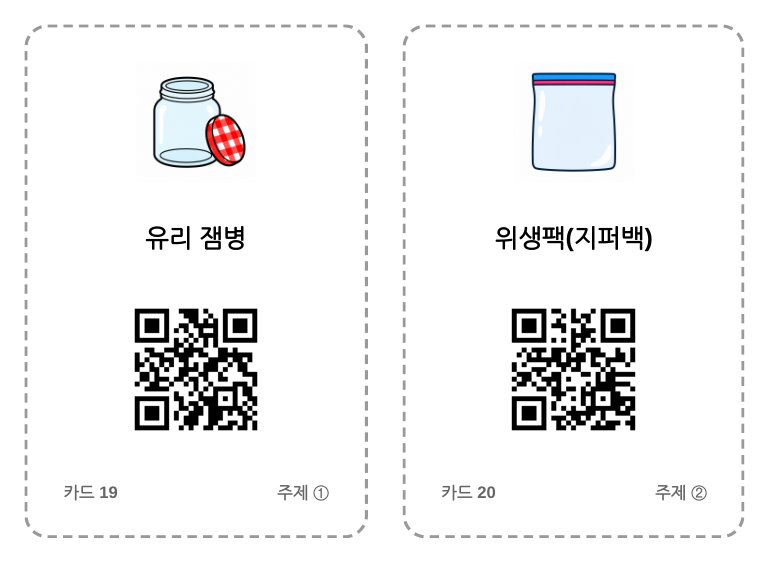 유리 잼병
카드 19
주제 ①
위생팩(지퍼백)
카드 20
주제 ②